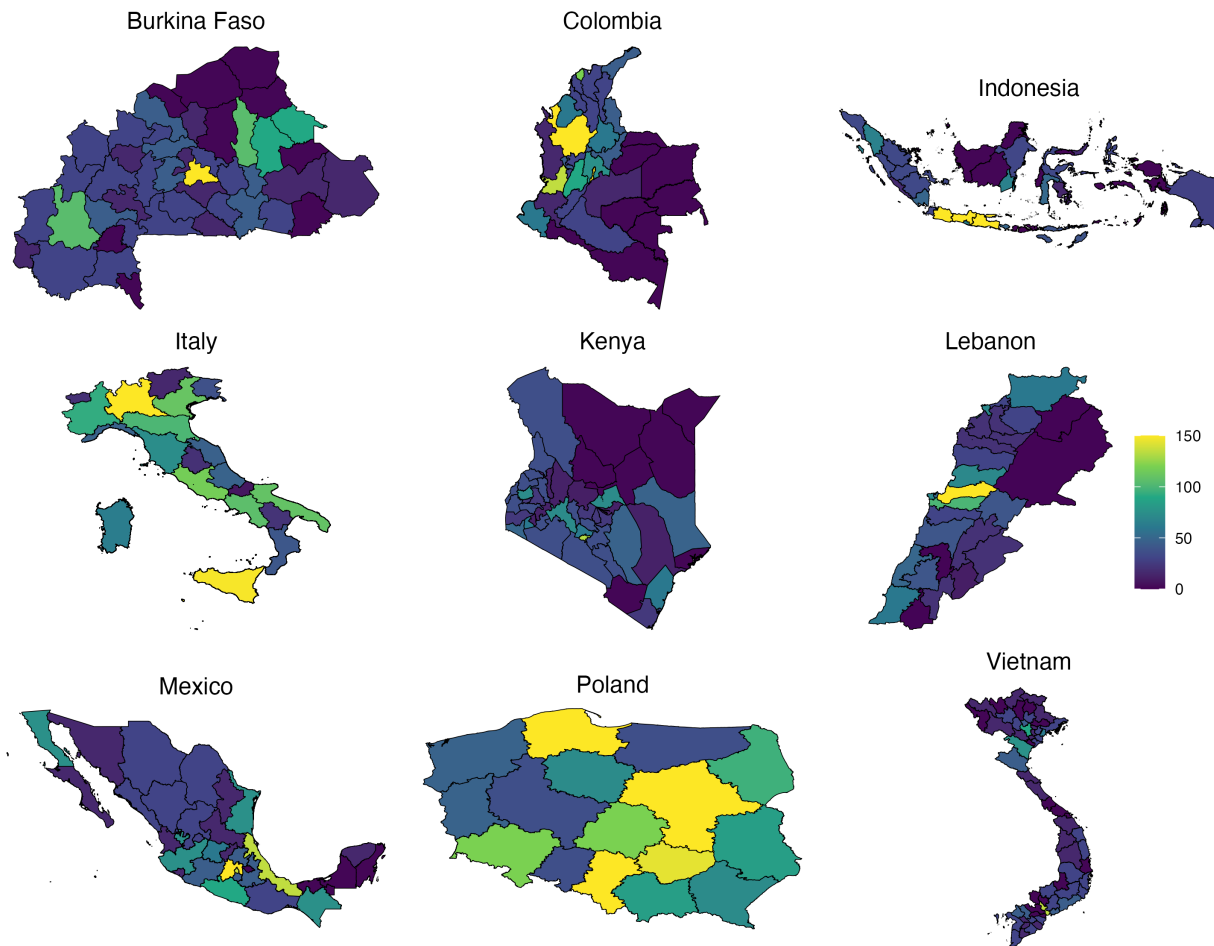 Burkina Faso
Colombia
Indonesia
Italy
Kenya
Lebanon
150
100
50
0
Mexico
Poland
Vietnam